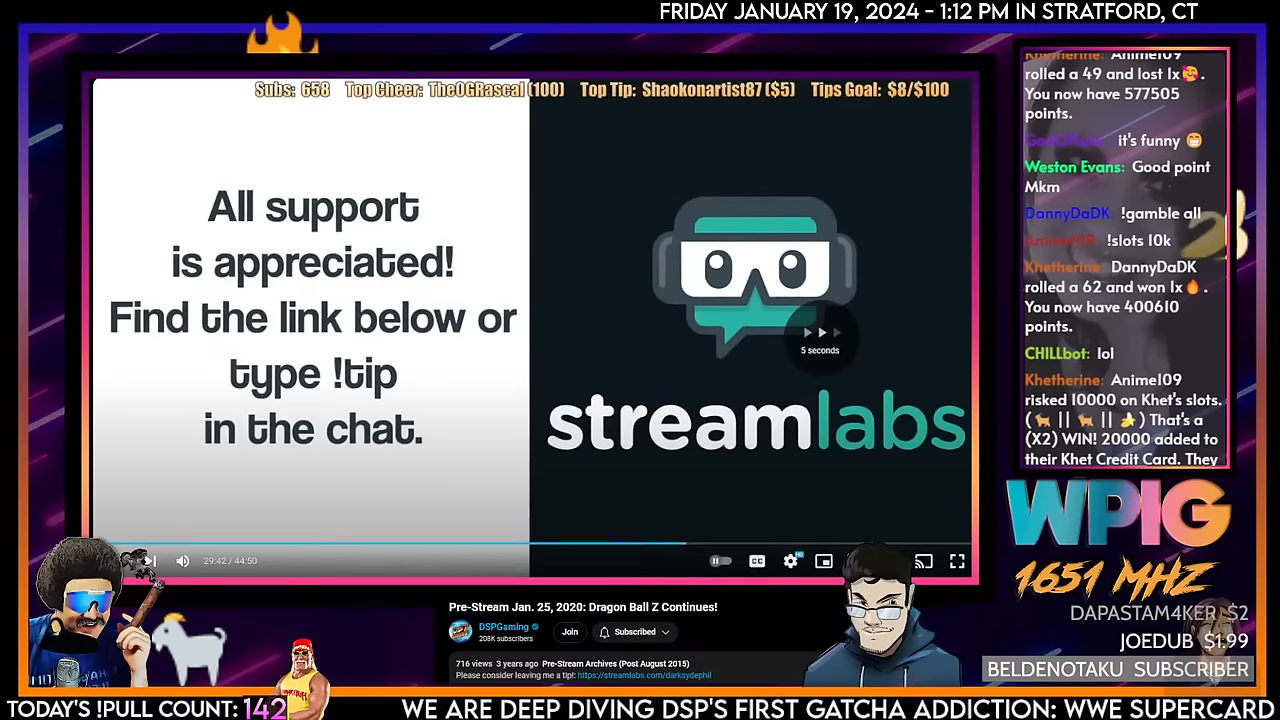 FRIDAY JANUARY 19, 2024 - 1:12 PM IN STRATFORD, CT
Subs: 658 Top Cheer: TheOGRascal (100) Top Tip: Shaokonartist87 ($5) Tips Goal: $8/$100
All support
is appreciated!
Find the link below or
type !tip
in the chat.
5 seconds
streamlabs
29:42 / 44:50
CC
HD
Pre-Stream Jan. 25, 2020: Dragon Ball Z Continues!
DSPGaming
208K subscribers
Join
Subscribed
716 views 3 years ago Pre-Stream Archives (Post August 2015)
Please consider leaving me a tip!: https://streamlabs.com/darksydephil
Khetherine: Anime109
rolled a 49 and lost 1x🥰.
You now have 577505
points.
it's funny 😁
Weston Evans: Good point
Mkm
DannyDaDK: !gamble all
Anime109: !slots 10k
Khetherine: DannyDaDK
rolled a 62 and won 1x🔥.
You now have 400610
points.
CHILLbot: lol
Khetherine: Anime109
risked 10000 on Khet's slots.
(🐕 || 🐕 || 🍌) That's a
(X2) WIN! 20000 added to
their Khet Credit Card. They
WPIG
1651 MHZ
DAPASTAM4KER $2
JOEDUB $1.99
BELDENOTAKU SUBSCRIBER
TODAY'S !PULL COUNT: 142
WE ARE DEEP DIVING DSP'S FIRST GATCHA ADDICTION: WWE SUPERCARD